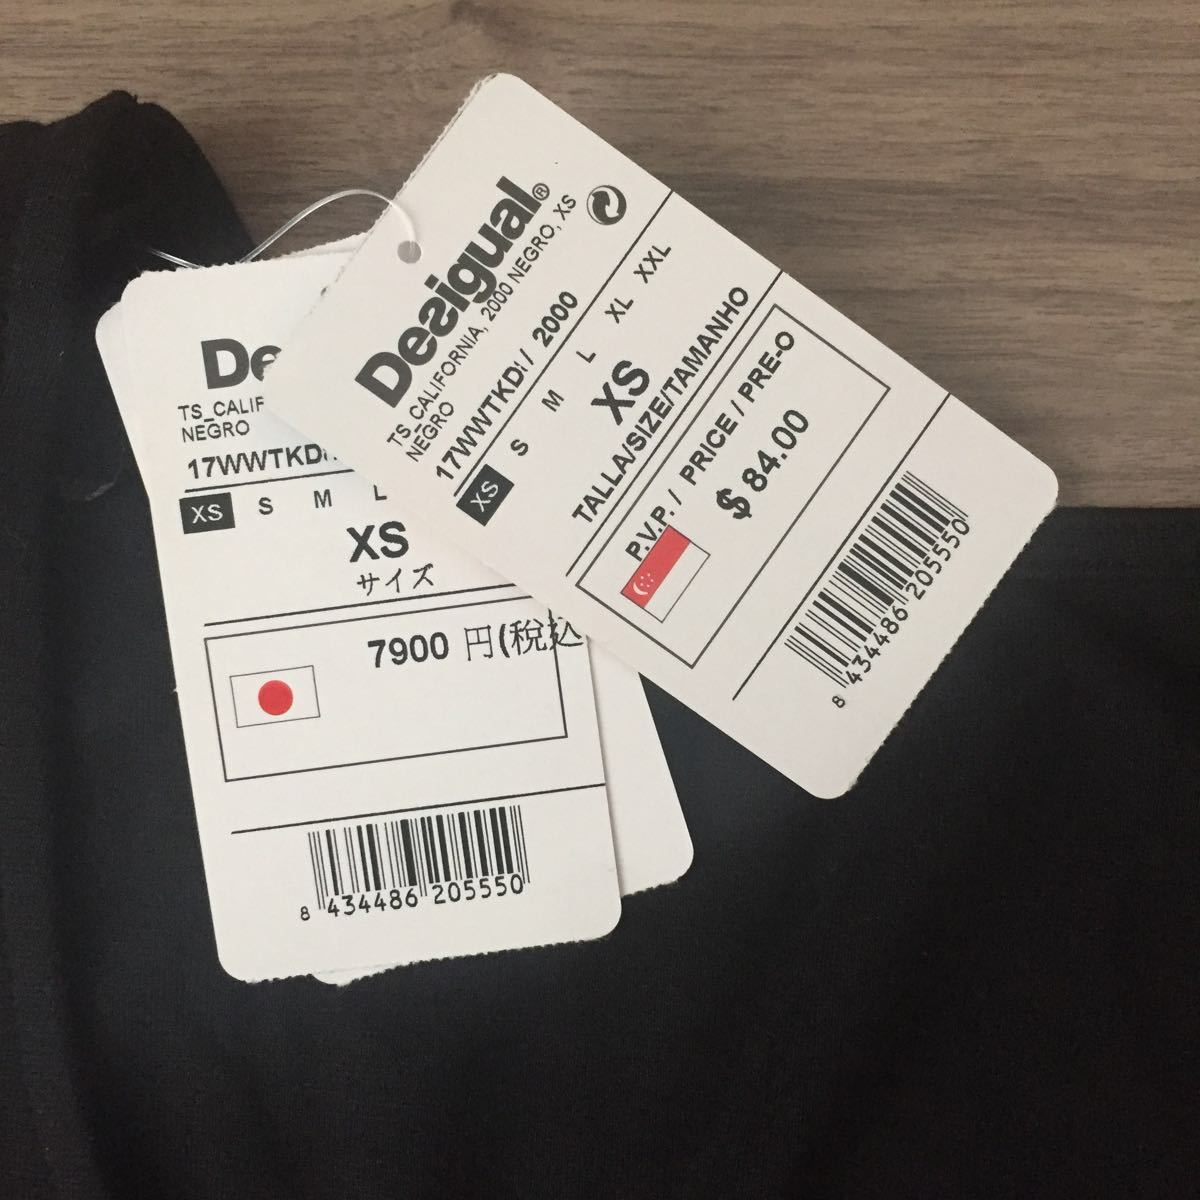 Desigual®
TS_CALIFORNIA, 2000 NEGRO, XS
NEGRO
17WWTKD / 2000
XS S M L XL XXL
XS
TALLA/SIZE/TAMANHO
P.V.P. / PRICE / PRE-O
$ 84.00
8 434486 205550
De
TS_CALIF
NEGRO
17WWTKD
XS S M L
XS
サイズ
7900 円(税込
8 434486 205550